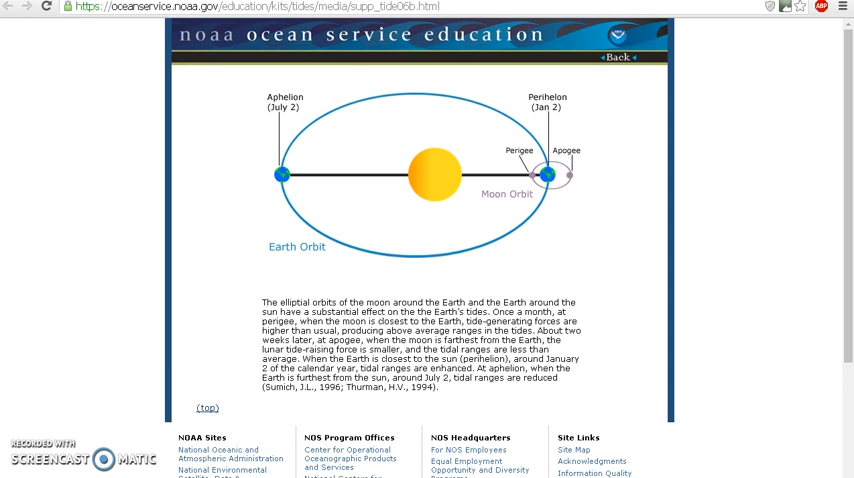 https://oceanservice.noaa.gov/education/kits/tides/media/supp_tide06b.html
ABP
noaa ocean service education
Back
Aphelion
(July 2)
Perihelon
(Jan 2)
Perigee
Apogee
Moon Orbit
Earth Orbit
The elliptial orbits of the moon around the Earth and the Earth around the
sun have a substantial effect on the the Earth's tides. Once a month, at
perigee, when the moon is closest to the Earth, tide-generating forces are
higher than usual, producing above average ranges in the tides. About two
weeks later, at apogee, when the moon is farthest from the Earth, the
lunar tide-raising force is smaller, and the tidal ranges are less than
average. When the Earth is closest to the sun (perihelion), around January
2 of the calendar year, tidal ranges are enhanced. At aphelion, when the
Earth is furthest from the sun, around July 2, tidal ranges are reduced
(Sumich, J.L., 1996; Thurman, H.V., 1994).
(top)
RECORDED WITH
SCREENCAST MATIC
NOAA Sites
National Oceanic and
Atmospheric Administration
National Environmental
NOS Program Offices
Center for Operational
Oceanographic Products
and Services
National Centers for
NOS Headquarters
For NOS Employees
Equal Employment
Opportunity and Diversity
Site Links
Site Map
Acknowledgments
Information Quality